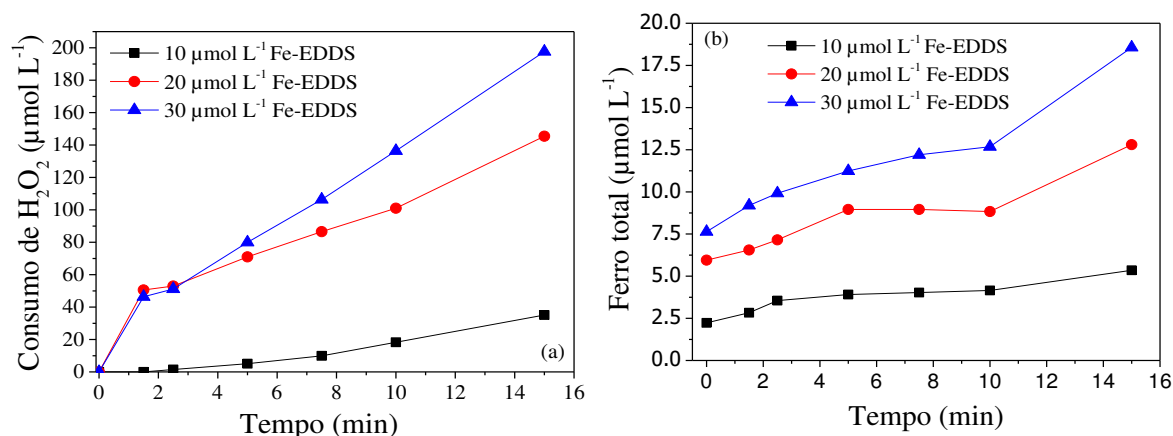 200
180
160
140
120
100
80
60
40
20
0
0 2 4 6 8 10 12 14 16
Consumo de H₂O₂ (µmol L⁻¹)
Tempo (min)
10 µmol L⁻¹ Fe-EDDS
20 µmol L⁻¹ Fe-EDDS
30 µmol L⁻¹ Fe-EDDS
(a)
20.0
17.5
15.0
12.5
10.0
7.5
5.0
2.5
0.0
0 2 4 6 8 10 12 14 16
Ferro total (µmol L⁻¹)
Tempo (min)
(b)
10 µmol L⁻¹ Fe-EDDS
20 µmol L⁻¹ Fe-EDDS
30 µmol L⁻¹ Fe-EDDS